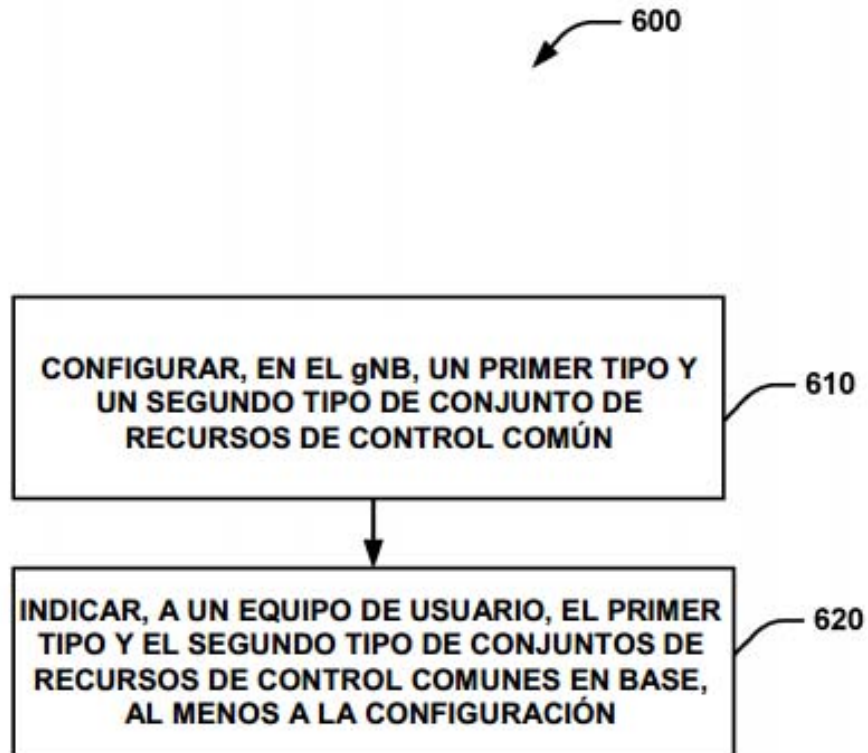 600
CONFIGURAR, EN EL gNB, UN PRIMER TIPO Y
UN SEGUNDO TIPO DE CONJUNTO DE
RECURSOS DE CONTROL COMÚN
610
INDICAR, A UN EQUIPO DE USUARIO, EL PRIMER
TIPO Y EL SEGUNDO TIPO DE CONJUNTOS DE
RECURSOS DE CONTROL COMUNES EN BASE,
AL MENOS A LA CONFIGURACIÓN
620